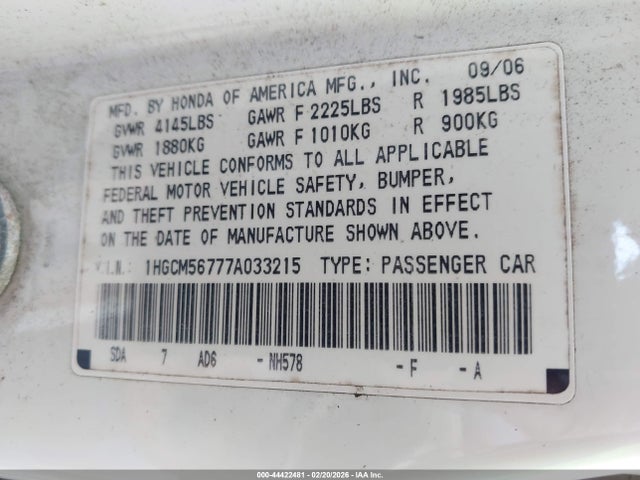 MFD. BY HONDA OF AMERICA MFG., INC. 09/06
GVWR 4145LBS GAWR F 2225LBS R 1985LBS
GVWR 1880KG GAWR F 1010KG R 900KG
THIS VEHICLE CONFORMS TO ALL APPLICABLE
FEDERAL MOTOR VEHICLE SAFETY, BUMPER,
AND THEFT PREVENTION STANDARDS IN EFFECT
ON THE DATE OF MANUFACTURE SHOWN ABOVE.
V.I.N.: 1HGCM56777A033215 TYPE: PASSENGER CAR
SDA 7 AD6 -NH578 -F -A
000-44422481 - 02/20/2026 - IAA Inc.